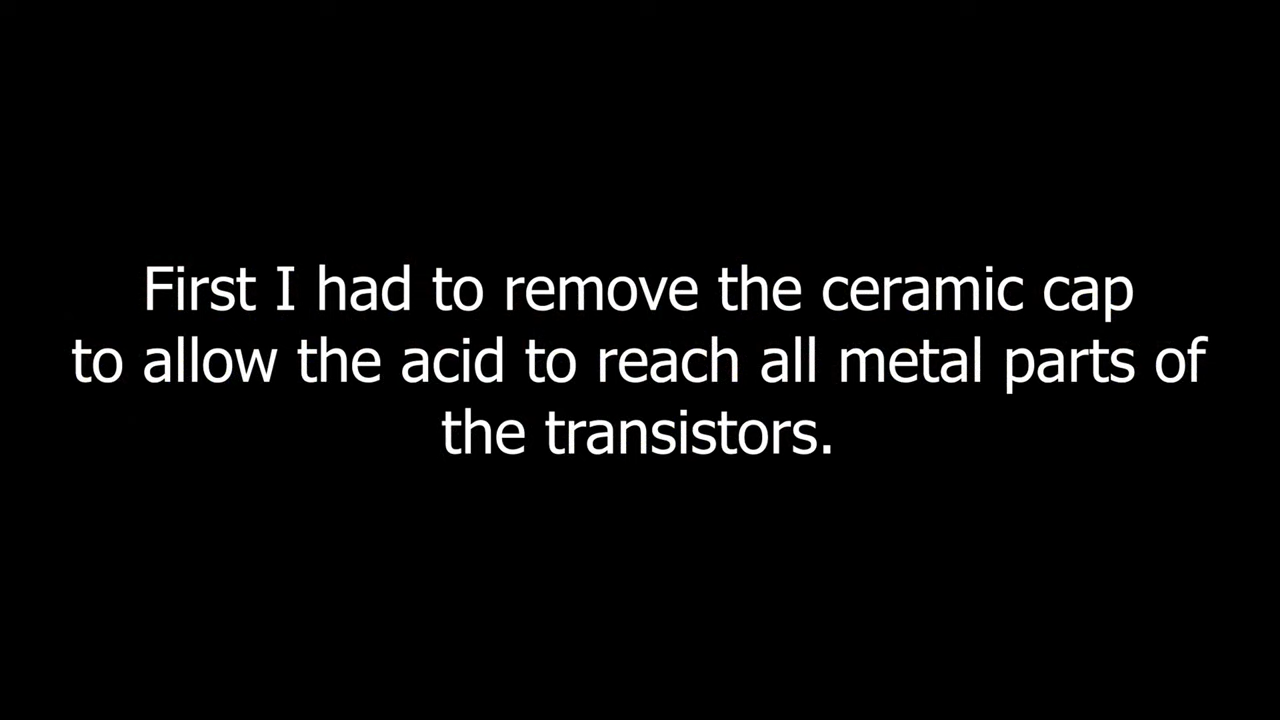 First I had to remove the ceramic cap
to allow the acid to reach all metal parts of
the transistors.